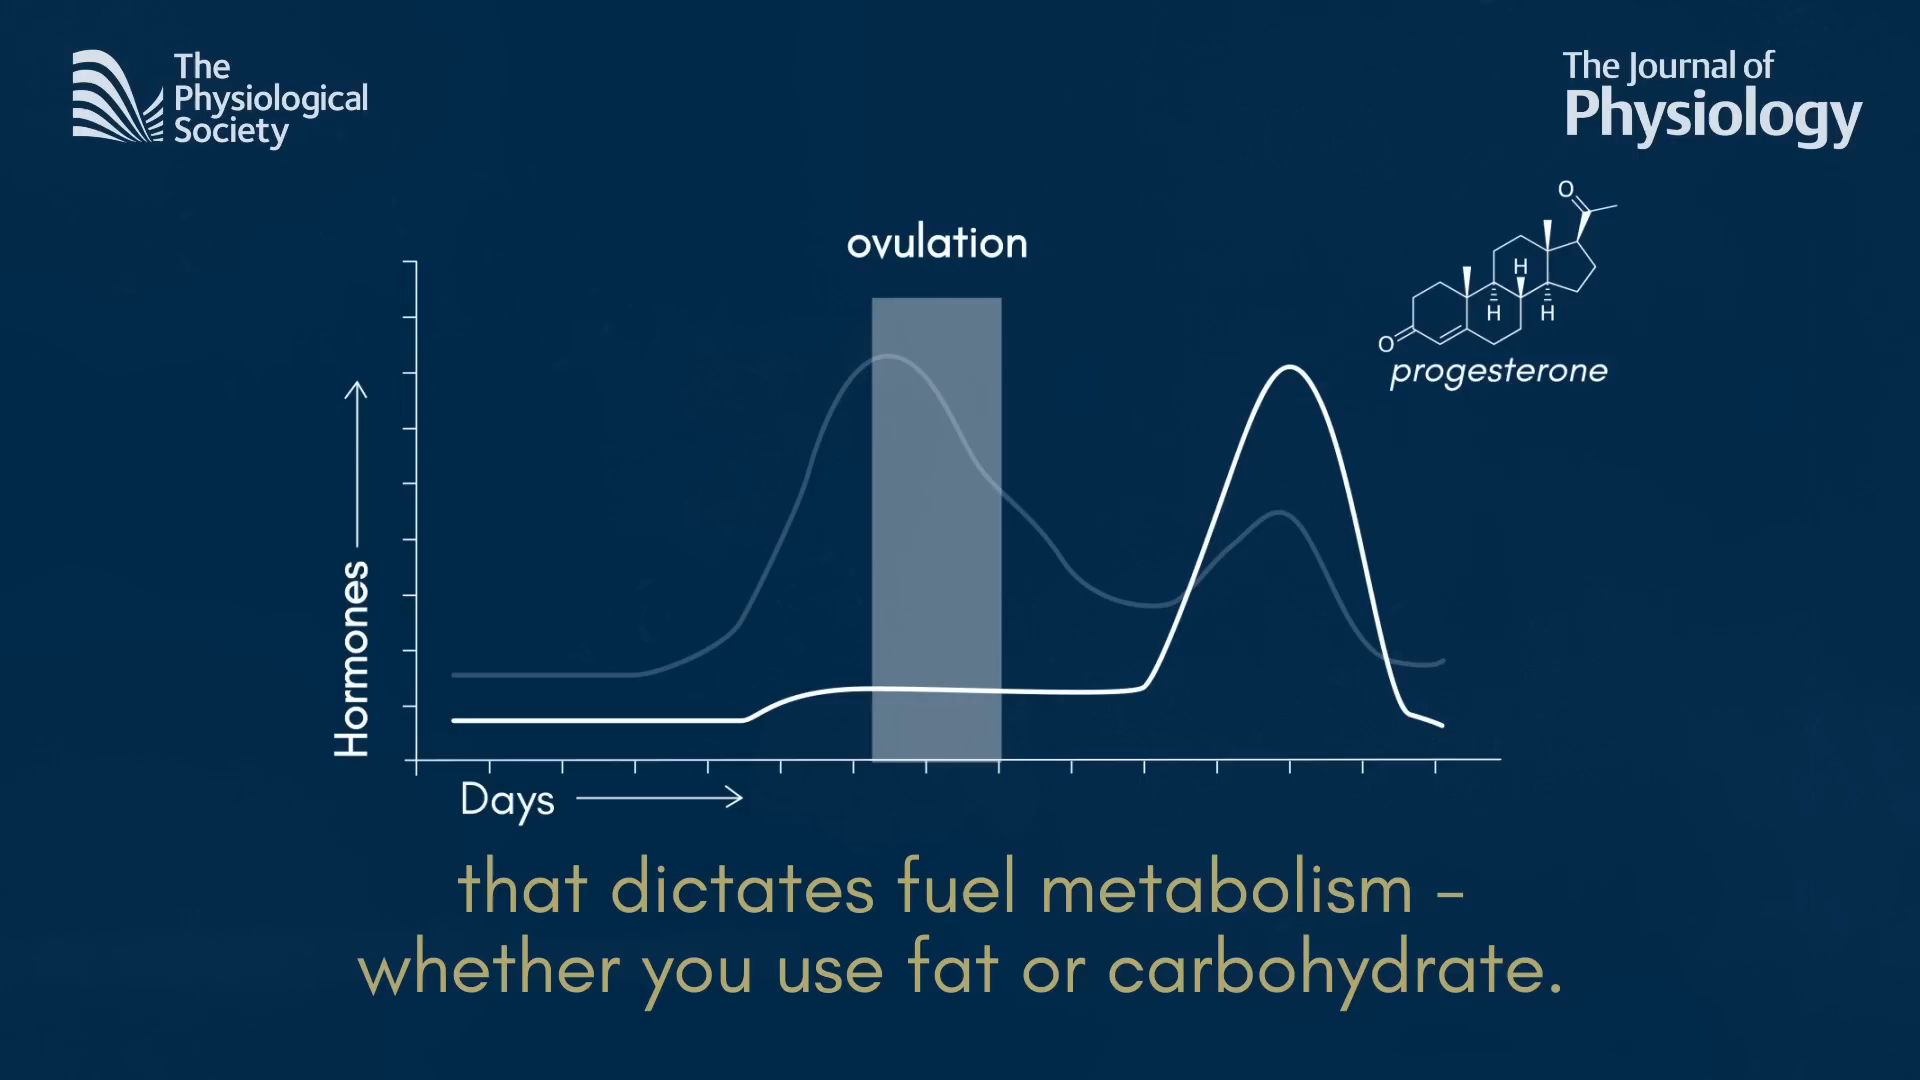 The
Physiological
Society
The Journal of
Physiology
ovulation
O
H
H
H
O
progesterone
Hormones
Days
that dictates fuel metabolism –
whether you use fat or carbohydrate.